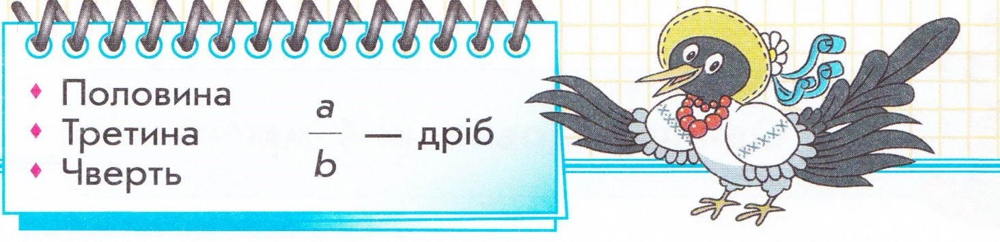 Половина
Третина
Чверть
a
b
— дріб